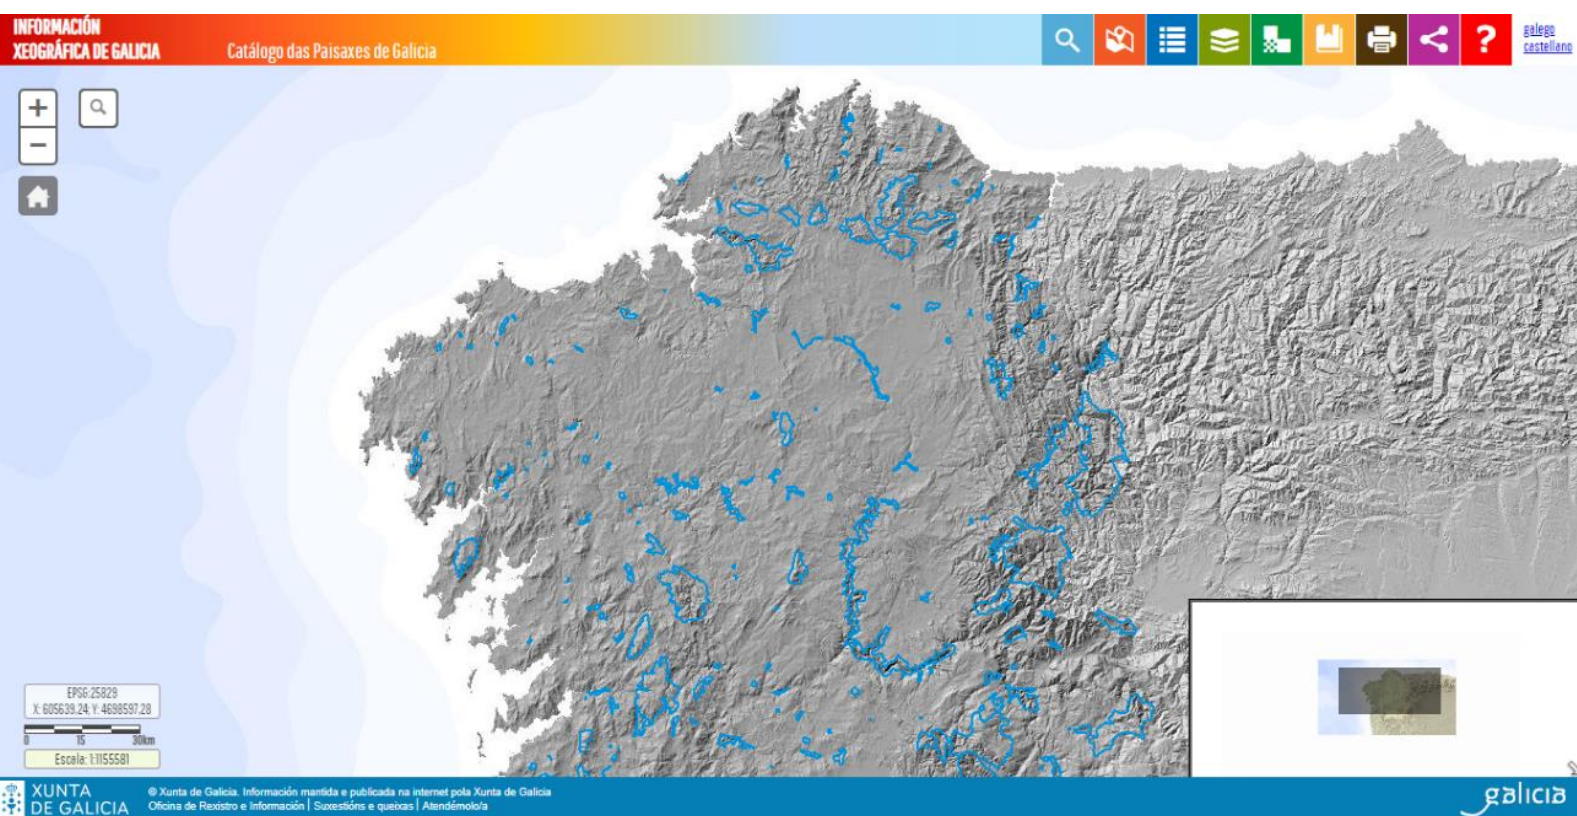 INFORMACIÓN
XEOGRÁFICA DE GALICIA
Catálogo das Paisaxes de Galicia
?
galego
castellano
+
−
EPSG:25829
X: 605639.24; Y: 4698597.28
0 15 30km
Escala: 1:1155581
XUNTA
DE GALICIA
© Xunta de Galicia. Información mantida e publicada na internet pola Xunta de Galicia
Oficina de Rexistro e Información | Suxestións e queixas | Atendémolo/a
galicia